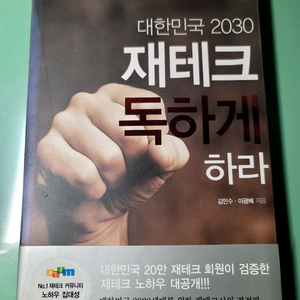 대한민국 2030
재테크
독하게
하라
김민수 · 이광배 지음
Daum
No.1 재테크 커뮤니티
노하우 집대성
대한민국 20만 재테크 회원이 검증한
재테크 노하우 대공개!!!